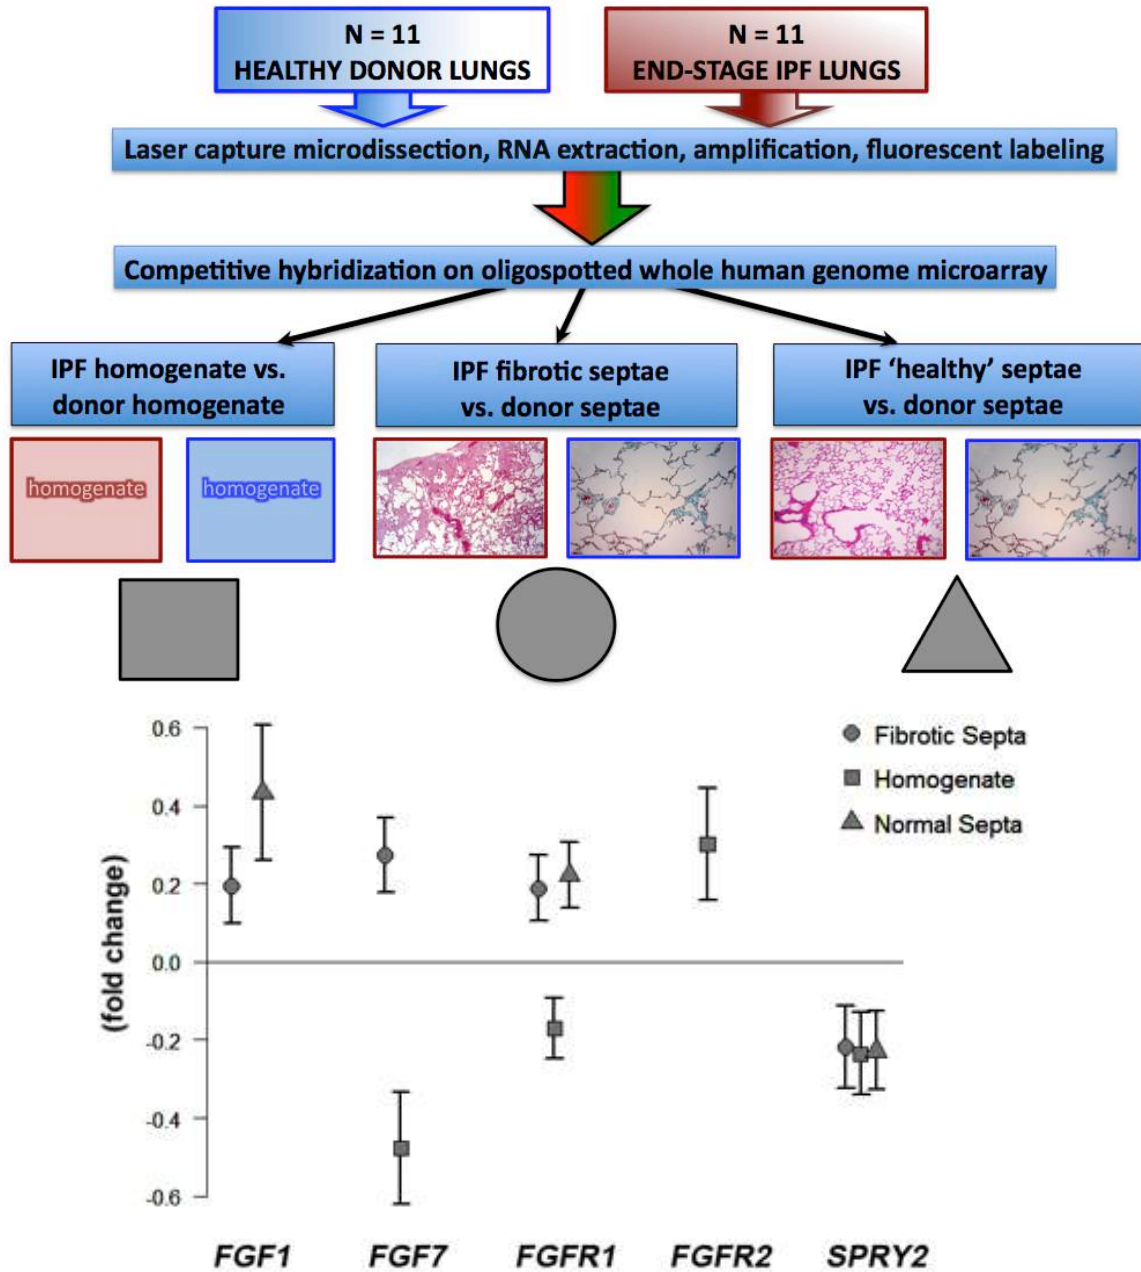 N = 11
HEALTHY DONOR LUNGS
N = 11
END-STAGE IPF LUNGS
Laser capture microdissection, RNA extraction, amplification, fluorescent labeling
Competitive hybridization on oligospotted whole human genome microarray
IPF homogenate vs.
donor homogenate
IPF fibrotic septae
vs. donor septae
IPF ‘healthy’ septae
vs. donor septae
homogenate
homogenate
0.6
0.4
0.2
0.0
-0.2
-0.4
-0.6
(fold change)
Fibrotic Septa
Homogenate
Normal Septa
FGF1 FGF7 FGFR1 FGFR2 SPRY2